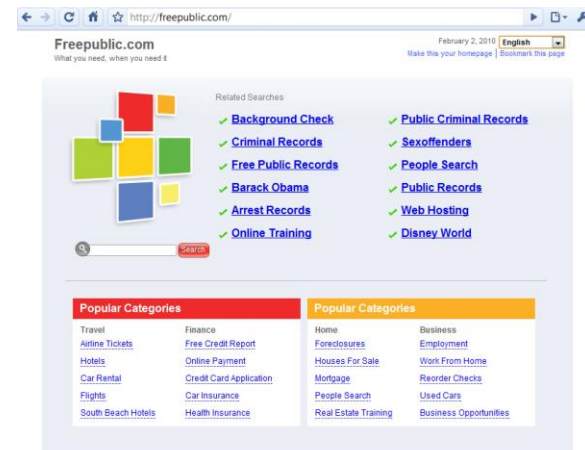 http://freepublic.com/
Freepublic.com
What you need, when you need it
February 2, 2010 English
Make this your homepage | Bookmark this page
Related Searches
Background Check
Public Criminal Records
Criminal Records
Sexoffenders
Free Public Records
People Search
Barack Obama
Public Records
Arrest Records
Web Hosting
Online Training
Disney World
Search
Popular Categories
Travel Finance
Airline Tickets Free Credit Report
Hotels Online Payment
Car Rental Credit Card Application
Flights Car Insurance
South Beach Hotels Health Insurance
Popular Categories
Home Business
Foreclosures Employment
Houses For Sale Work From Home
Mortgage Reorder Checks
People Search Used Cars
Real Estate Training Business Opportunities